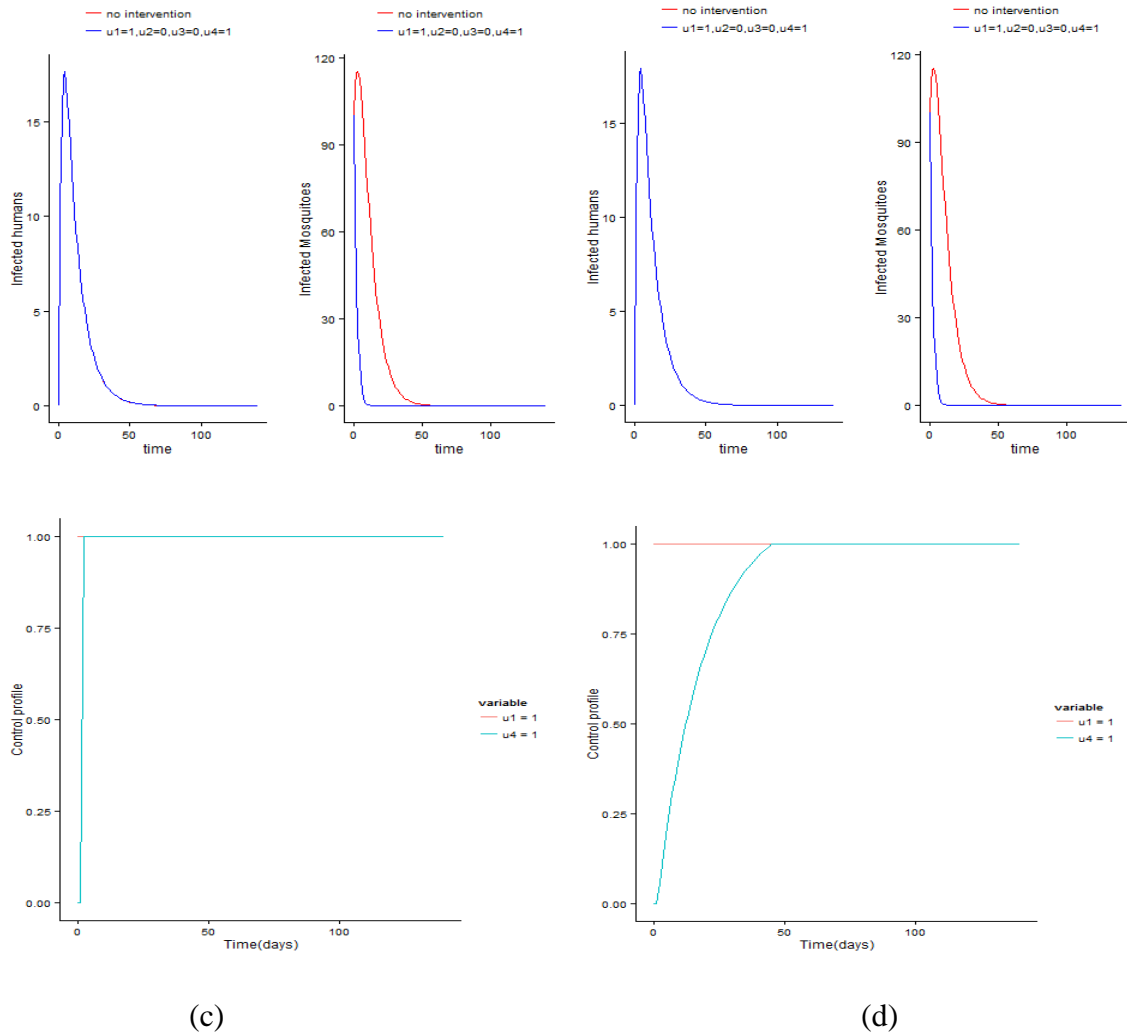 no intervention
u1=1,u2=0,u3=0,u4=1
Infected humans
15
10
5
0
0
50
100
time
no intervention
u1=1,u2=0,u3=0,u4=1
Infected Mosquitoes
120
90
60
30
0
0
50
100
time
no intervention
u1=1,u2=0,u3=0,u4=1
Infected humans
15
10
5
0
0
50
100
time
no intervention
u1=1,u2=0,u3=0,u4=1
Infected Mosquitoes
120
90
60
30
0
0
50
100
time
Control profile
1.00
0.75
0.50
0.25
0.00
0
50
100
Time(days)
variable
u1 = 1
u4 = 1
(c)
Control profile
1.00
0.75
0.50
0.25
0.00
0
50
100
Time(days)
variable
u1 = 1
u4 = 1
(d)